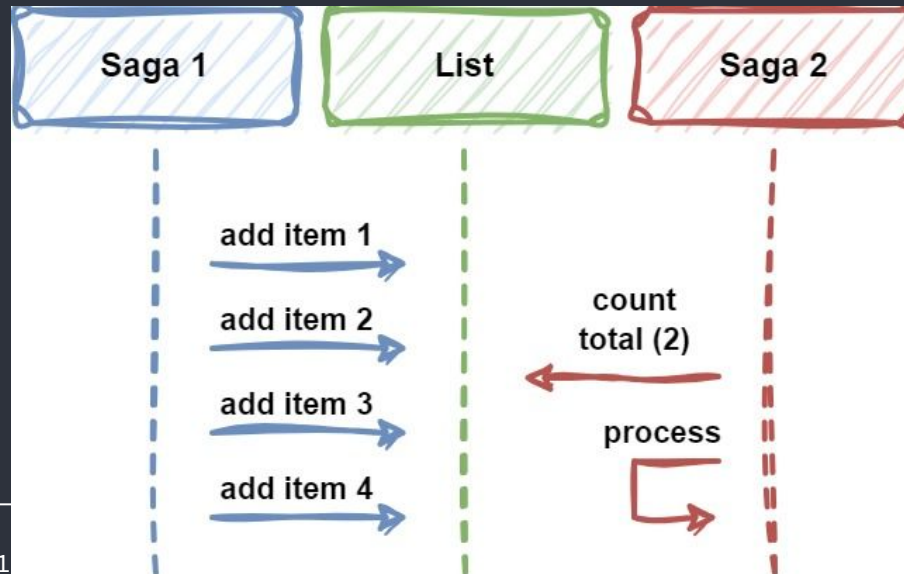 Saga 1
List
Saga 2
add item 1
count
total (2)
add item 2
add item 3
process
add item 4
1